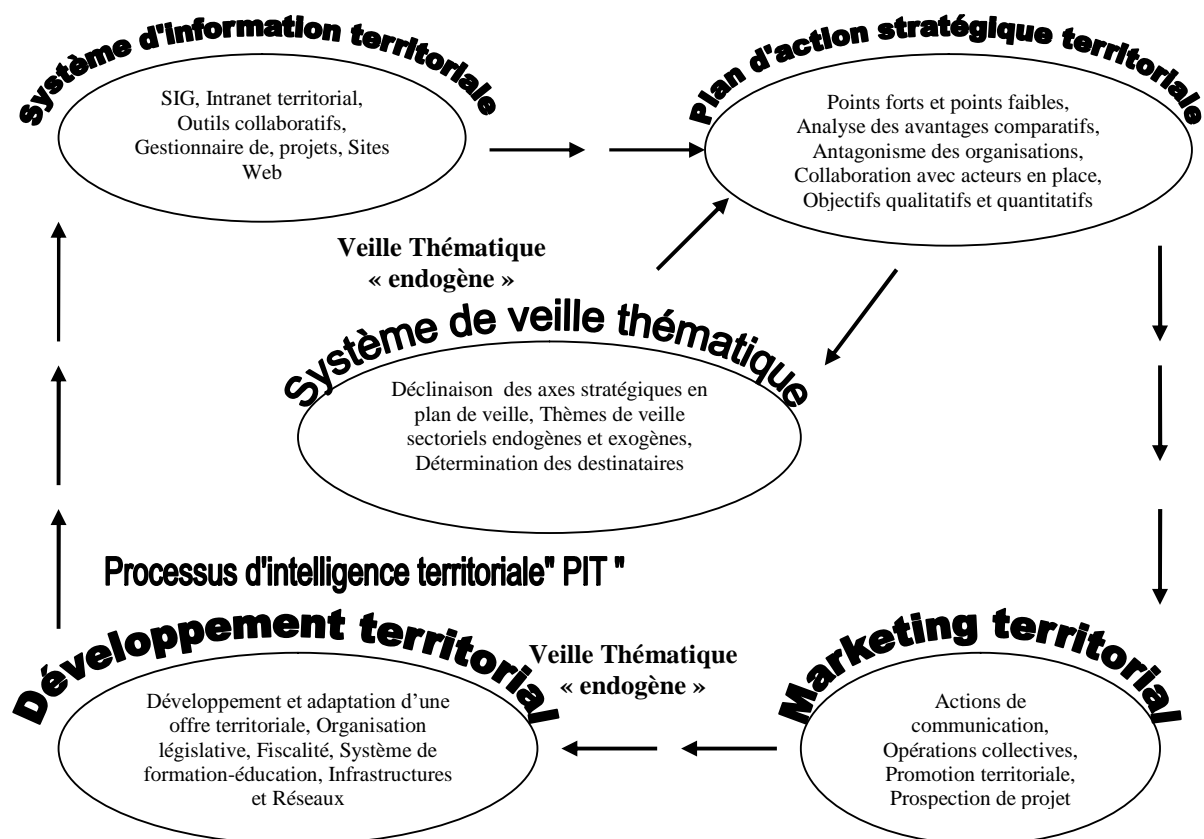 Système d'information territoriale
SIG, Intranet territorial,
Outils collaboratifs,
Gestionnaire de, projets, Sites
Web
Plan d'action stratégique territoriale
Points forts et points faibles,
Analyse des avantages comparatifs,
Antagonisme des organisations,
Collaboration avec acteurs en place,
Objectifs qualitatifs et quantitatifs
Veille Thématique
« endogène »
Système de veille thématique
Déclinaison des axes stratégiques en
plan de veille, Thèmes de veille
sectoriels endogènes et exogènes,
Détermination des destinataires
Processus d'intelligence territoriale" PIT "
Développement territorial
Développement et adaptation d’une
offre territoriale, Organisation
législative, Fiscalité, Système de
formation-éducation, Infrastructures
et Réseaux
Veille Thématique
« endogène »
Marketing territorial
Actions de
communication,
Opérations collectives,
Promotion territoriale,
Prospection de projet